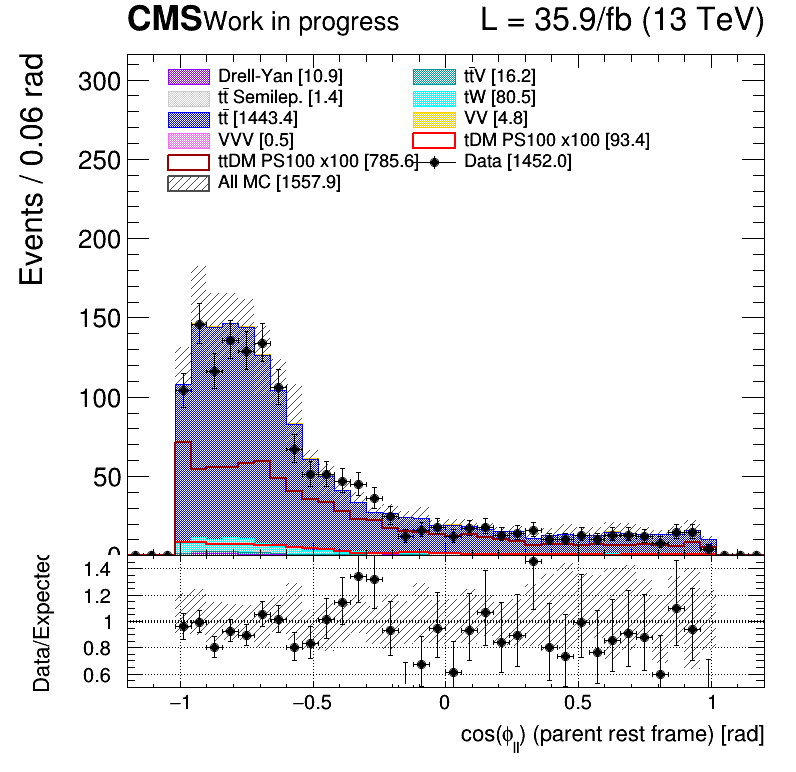 CMS Work in progress L = 35.9/fb (13 TeV)
Events / 0.06 rad
300
250
200
150
100
50
0
Drell-Yan [10.9] tt̄V [16.2]
tt̄ Semilep. [1.4] tW [80.5]
tt̄ [1443.4] VV [4.8]
VVV [0.5] tDM PS100 x100 [93.4]
ttDM PS100 x100 [785.6] Data [1452.0]
All MC [1557.9]
Data/Expected
1.4
1.2
1
0.8
0.6
−1 −0.5 0 0.5 1
cos(ϕ_ll) (parent rest frame) [rad]